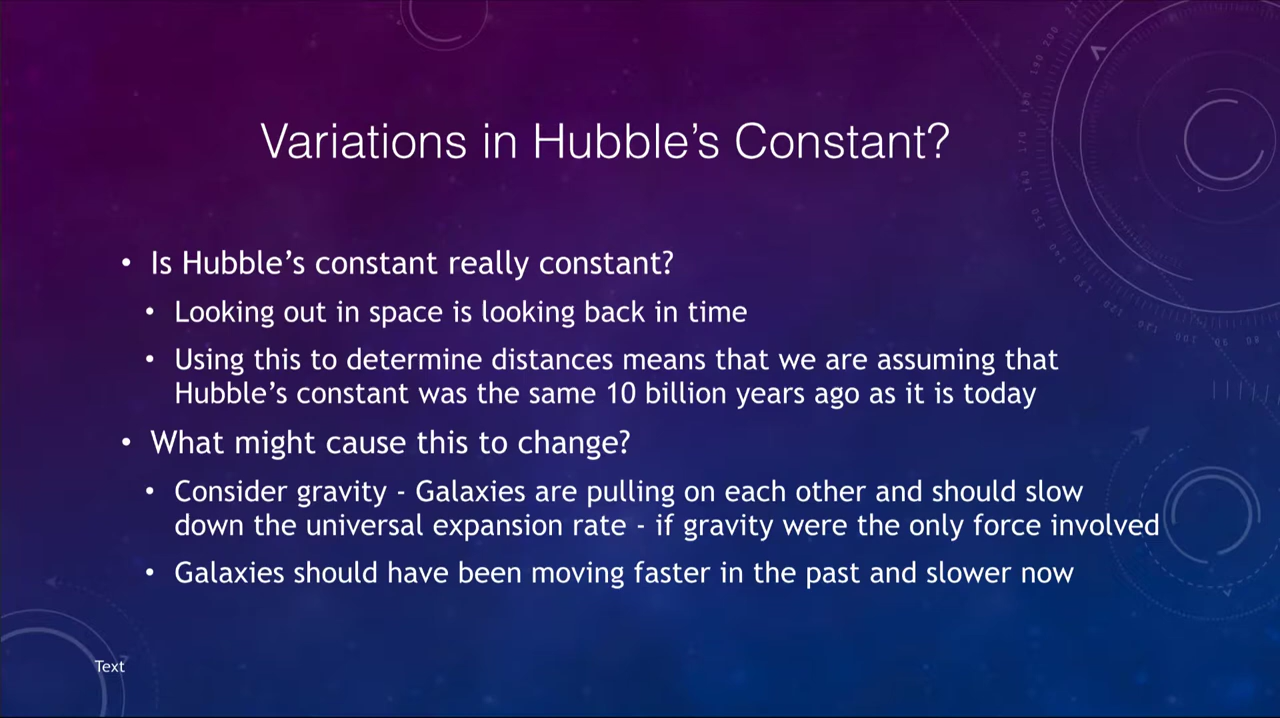 Variations in Hubble’s Constant?
• Is Hubble’s constant really constant?
• Looking out in space is looking back in time
• Using this to determine distances means that we are assuming that
Hubble’s constant was the same 10 billion years ago as it is today
• What might cause this to change?
• Consider gravity - Galaxies are pulling on each other and should slow
down the universal expansion rate - if gravity were the only force involved
• Galaxies should have been moving faster in the past and slower now
Text